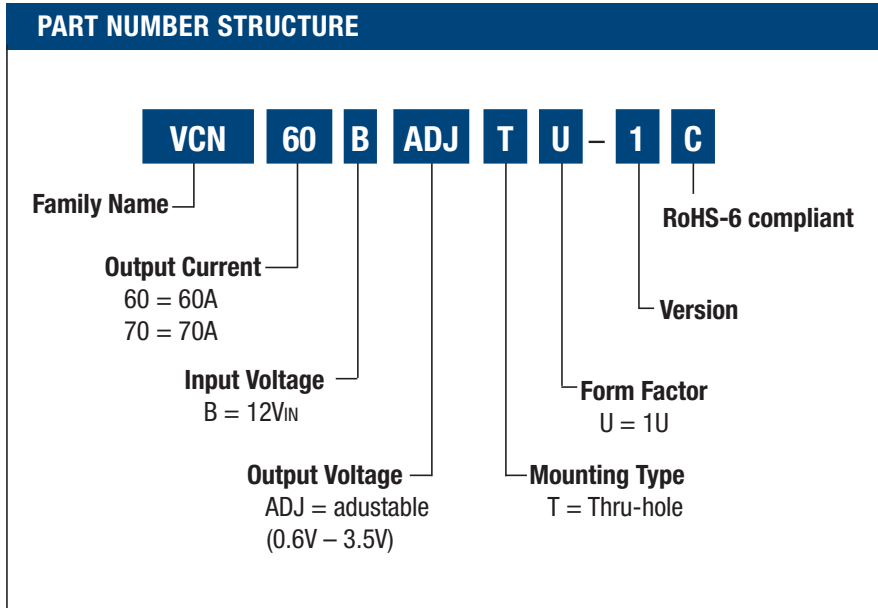 PART NUMBER STRUCTURE
VCN 60 B ADJ T U – 1 C
Family Name
RoHS-6 compliant
Output Current
60 = 60A
70 = 70A
Version
Input Voltage
B = 12VIN
Form Factor
U = 1U
Output Voltage
ADJ = adustable
(0.6V – 3.5V)
Mounting Type
T = Thru-hole